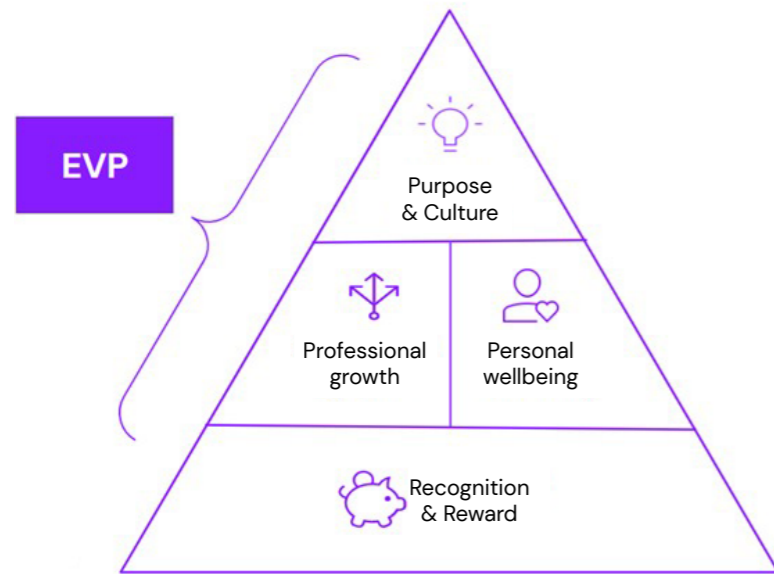 EVP
Purpose
& Culture
Professional
growth
Personal
wellbeing
Recognition
& Reward